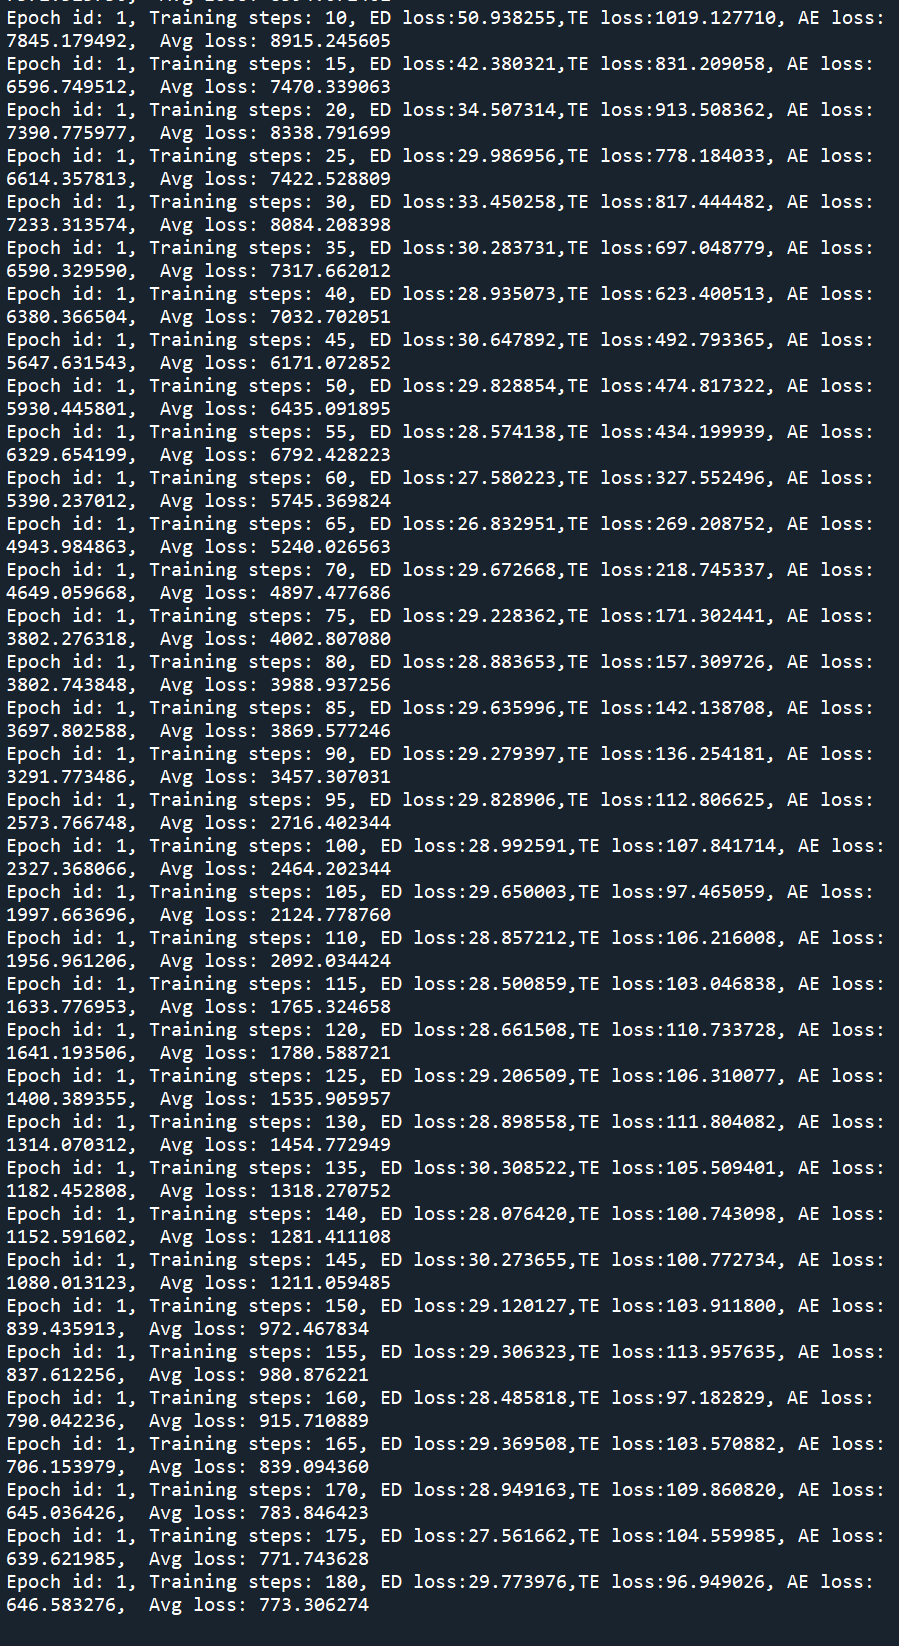 Epoch id: 1, Training steps: 10, ED loss:50.938255,TE loss:1019.127710, AE loss:
7845.179492,  Avg loss: 8915.245605
Epoch id: 1, Training steps: 15, ED loss:42.380321,TE loss:831.209058, AE loss:
6596.749512,  Avg loss: 7470.339063
Epoch id: 1, Training steps: 20, ED loss:34.507314,TE loss:913.508362, AE loss:
7390.775977,  Avg loss: 8338.791699
Epoch id: 1, Training steps: 25, ED loss:29.986956,TE loss:778.184033, AE loss:
6614.357813,  Avg loss: 7422.528809
Epoch id: 1, Training steps: 30, ED loss:33.450258,TE loss:817.444482, AE loss:
7233.313574,  Avg loss: 8084.208398
Epoch id: 1, Training steps: 35, ED loss:30.283731,TE loss:697.048779, AE loss:
6590.329590,  Avg loss: 7317.662012
Epoch id: 1, Training steps: 40, ED loss:28.935073,TE loss:623.400513, AE loss:
6380.366504,  Avg loss: 7032.702051
Epoch id: 1, Training steps: 45, ED loss:30.647892,TE loss:492.793365, AE loss:
5647.631543,  Avg loss: 6171.072852
Epoch id: 1, Training steps: 50, ED loss:29.828854,TE loss:474.817322, AE loss:
5930.445801,  Avg loss: 6435.091895
Epoch id: 1, Training steps: 55, ED loss:28.574138,TE loss:434.199939, AE loss:
6329.654199,  Avg loss: 6792.428223
Epoch id: 1, Training steps: 60, ED loss:27.580223,TE loss:327.552496, AE loss:
5390.237012,  Avg loss: 5745.369824
Epoch id: 1, Training steps: 65, ED loss:26.832951,TE loss:269.208752, AE loss:
4943.984863,  Avg loss: 5240.026563
Epoch id: 1, Training steps: 70, ED loss:29.672668,TE loss:218.745337, AE loss:
4649.059668,  Avg loss: 4897.477686
Epoch id: 1, Training steps: 75, ED loss:29.228362,TE loss:171.302441, AE loss:
3802.276318,  Avg loss: 4002.807080
Epoch id: 1, Training steps: 80, ED loss:28.883653,TE loss:157.309726, AE loss:
3802.743848,  Avg loss: 3988.937256
Epoch id: 1, Training steps: 85, ED loss:29.635996,TE loss:142.138708, AE loss:
3697.802588,  Avg loss: 3869.577246
Epoch id: 1, Training steps: 90, ED loss:29.279397,TE loss:136.254181, AE loss:
3291.773486,  Avg loss: 3457.307031
Epoch id: 1, Training steps: 95, ED loss:29.828906,TE loss:112.806625, AE loss:
2573.766748,  Avg loss: 2716.402344
Epoch id: 1, Training steps: 100, ED loss:28.992591,TE loss:107.841714, AE loss:
2327.368066,  Avg loss: 2464.202344
Epoch id: 1, Training steps: 105, ED loss:29.650003,TE loss:97.465059, AE loss:
1997.663696,  Avg loss: 2124.778760
Epoch id: 1, Training steps: 110, ED loss:28.857212,TE loss:106.216008, AE loss:
1956.961206,  Avg loss: 2092.034424
Epoch id: 1, Training steps: 115, ED loss:28.500859,TE loss:103.046838, AE loss:
1633.776953,  Avg loss: 1765.324658
Epoch id: 1, Training steps: 120, ED loss:28.661508,TE loss:110.733728, AE loss:
1641.193506,  Avg loss: 1780.588721
Epoch id: 1, Training steps: 125, ED loss:29.206509,TE loss:106.310077, AE loss:
1400.389355,  Avg loss: 1535.905957
Epoch id: 1, Training steps: 130, ED loss:28.898558,TE loss:111.804082, AE loss:
1314.070312,  Avg loss: 1454.772949
Epoch id: 1, Training steps: 135, ED loss:30.308522,TE loss:105.509401, AE loss:
1182.452808,  Avg loss: 1318.270752
Epoch id: 1, Training steps: 140, ED loss:28.076420,TE loss:100.743098, AE loss:
1152.591602,  Avg loss: 1281.411108
Epoch id: 1, Training steps: 145, ED loss:30.273655,TE loss:100.772734, AE loss:
1080.013123,  Avg loss: 1211.059485
Epoch id: 1, Training steps: 150, ED loss:29.120127,TE loss:103.911800, AE loss:
839.435913,  Avg loss: 972.467834
Epoch id: 1, Training steps: 155, ED loss:29.306323,TE loss:113.957635, AE loss:
837.612256,  Avg loss: 980.876221
Epoch id: 1, Training steps: 160, ED loss:28.485818,TE loss:97.182829, AE loss:
790.042236,  Avg loss: 915.710889
Epoch id: 1, Training steps: 165, ED loss:29.369508,TE loss:103.570882, AE loss:
706.153979,  Avg loss: 839.094360
Epoch id: 1, Training steps: 170, ED loss:28.949163,TE loss:109.860820, AE loss:
645.036426,  Avg loss: 783.846423
Epoch id: 1, Training steps: 175, ED loss:27.561662,TE loss:104.559985, AE loss:
639.621985,  Avg loss: 771.743628
Epoch id: 1, Training steps: 180, ED loss:29.773976,TE loss:96.949026, AE loss:
646.583276,  Avg loss: 773.306274